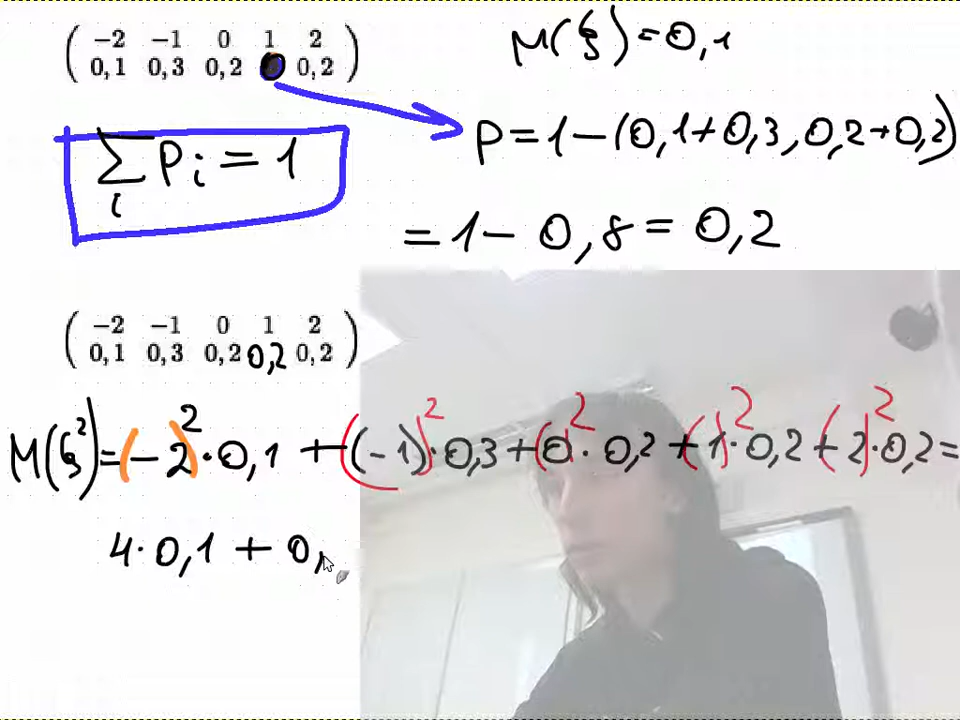 −2 −1 0 1 2
0,1 0,3 0,2 0,2
M(ξ)=0,1
P=1−(0,1+0,3,0,2+0,2)
∑ᵢ Pᵢ = 1
=1−0,8=0,2
−2 −1 0 1 2
0,1 0,3 0,2 0,2 0,2
M(ξ²)=(−2)²·0,1+((−1))²·0,3+(0)²·0,2+(1)²·0,2+(2)²·0,2=
4·0,1+0,